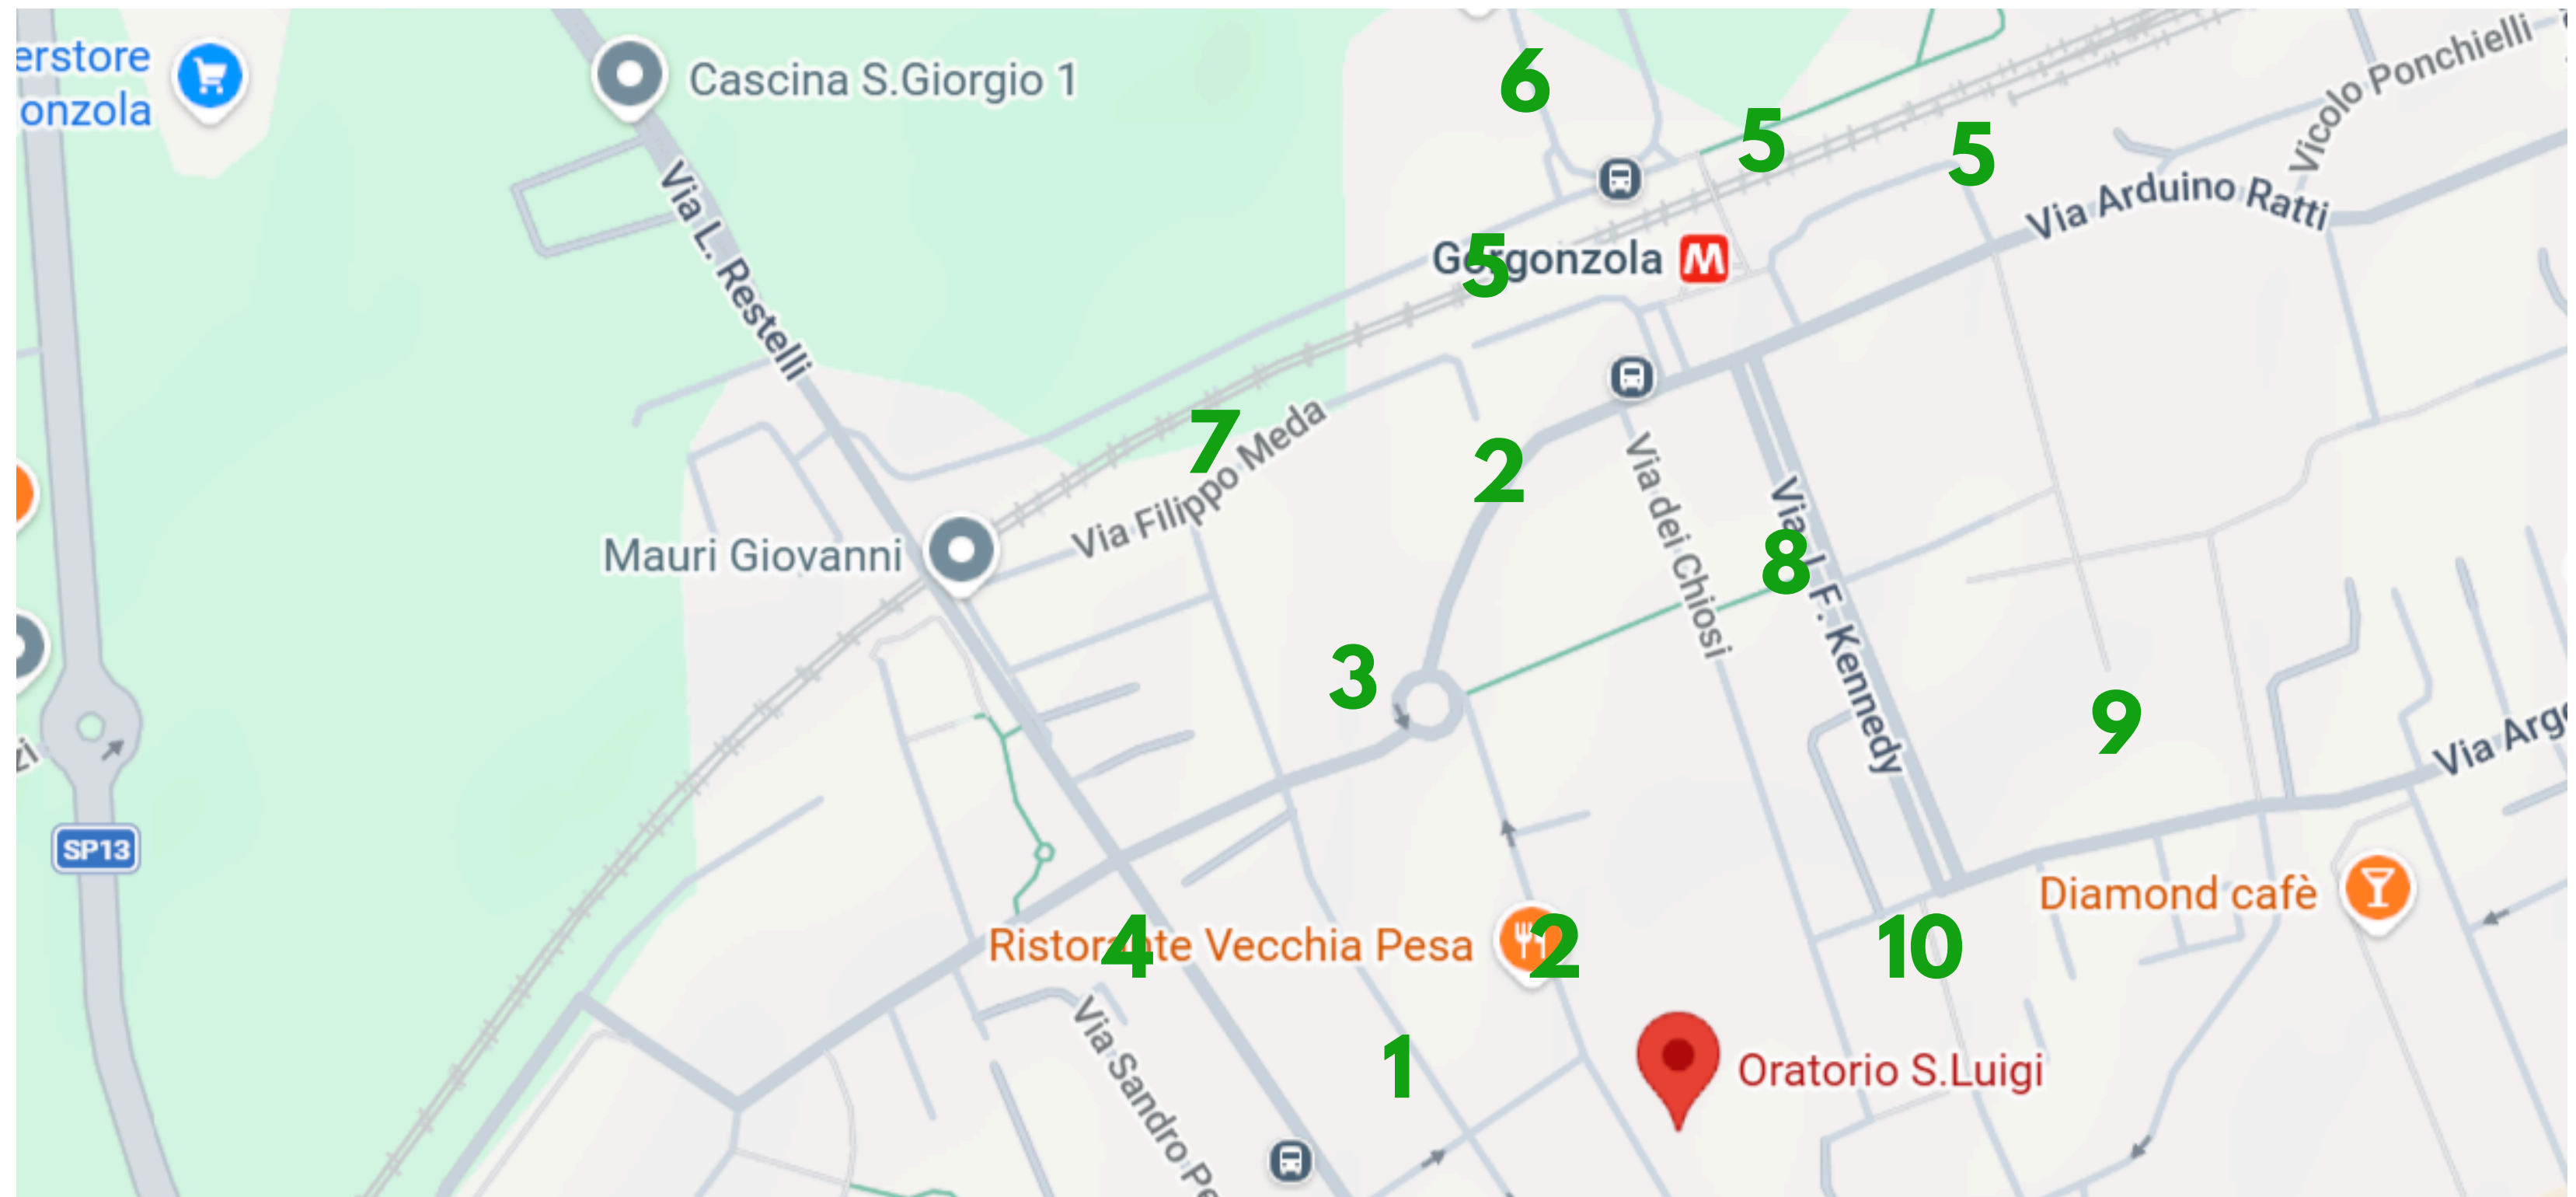 erstore
onzola
Cascina S.Giorgio 1
6
5
5
Vicolo Ponchielli
Via Arduino Ratti
Via L. Restelli
Gorgonzola
M
5
7
Via Filippo Meda
2
Via dei Chiosi
Via J.F. Kennedy
8
Mauri Giovanni
3
9
Via Arg
zi
SP13
Diamond cafè
Ristorante Vecchia Pesa
4
2
10
Via Sandro Pe
1
Oratorio S.Luigi